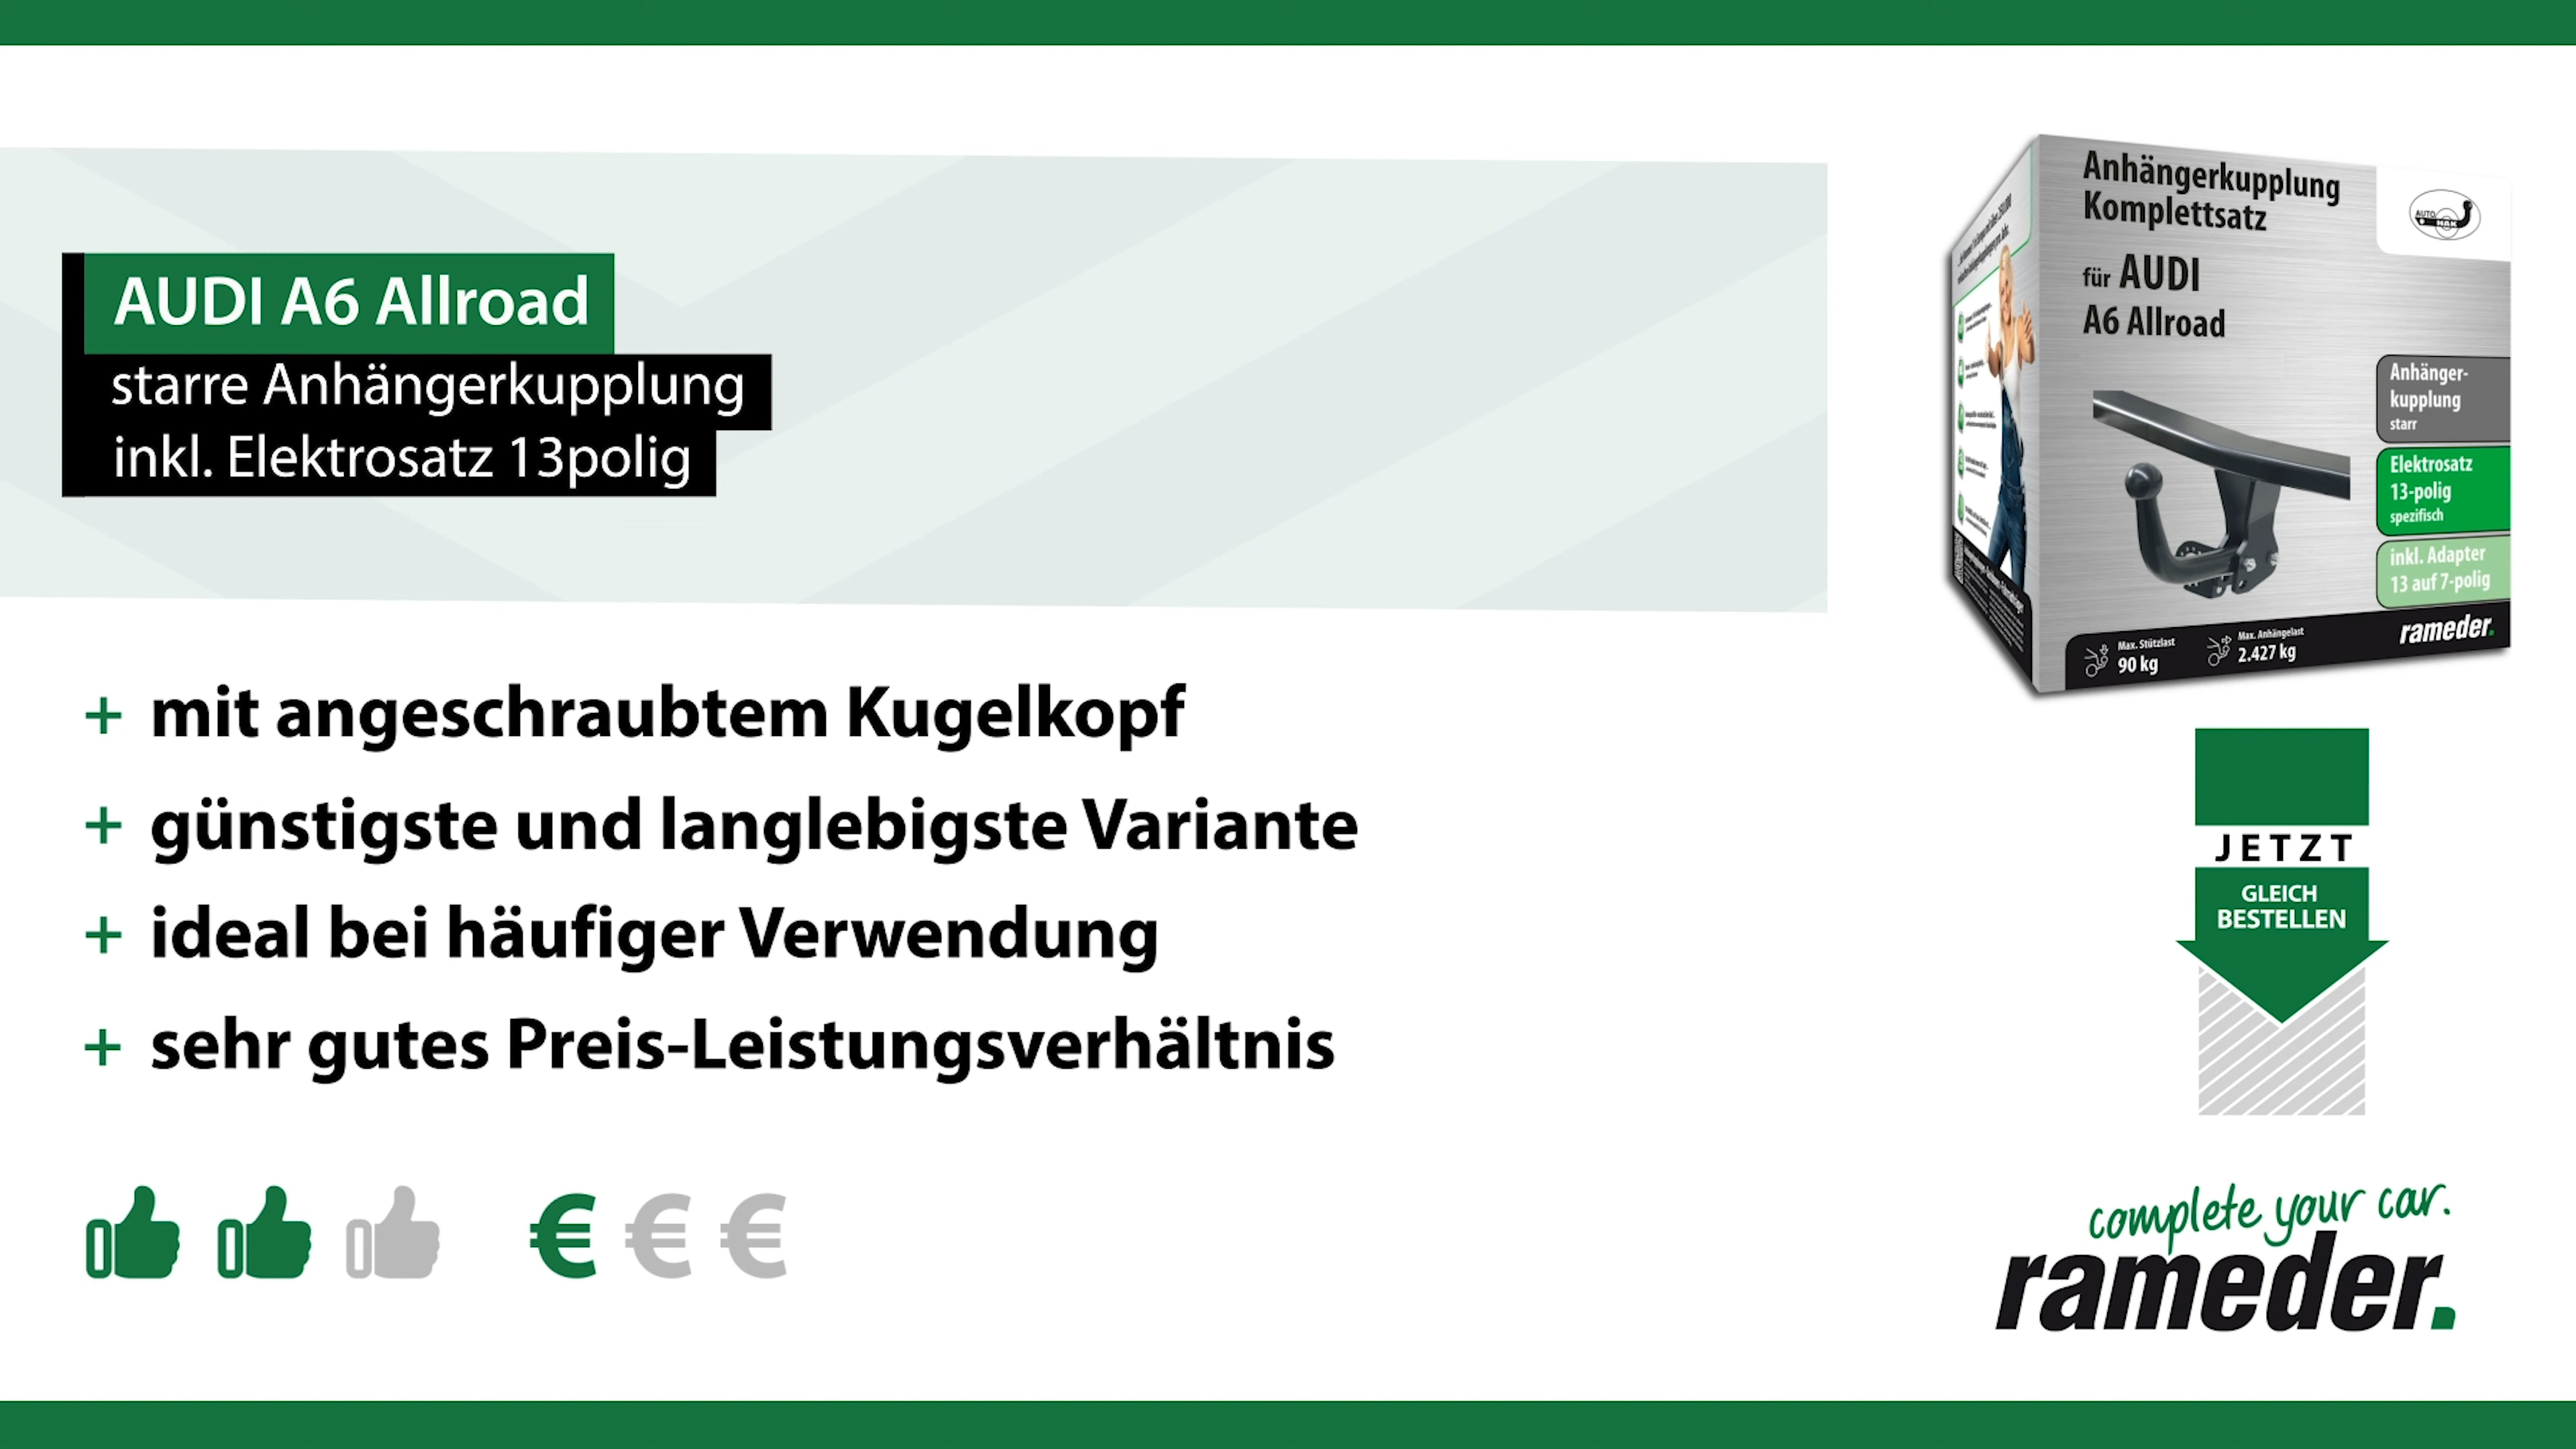 AUDI A6 Allroad
starre Anhängerkupplung
inkl. Elektrosatz 13polig
+ mit angeschraubtem Kugelkopf
+ günstigste und langlebigste Variante
+ ideal bei häufiger Verwendung
+ sehr gutes Preis-Leistungsverhältnis
€ € €
Anhängerkupplung
Komplettsatz
für AUDI
A6 Allroad
AUTO
HAK
Anhänger-
kupplung
starr
Elektrosatz
13-polig
spezifisch
inkl. Adapter
13 auf 7-polig
Max. Stützlast
90 kg
Max. Anhängelast
2.427 kg
rameder.
JETZT
GLEICH
BESTELLEN
complete your car.
rameder.